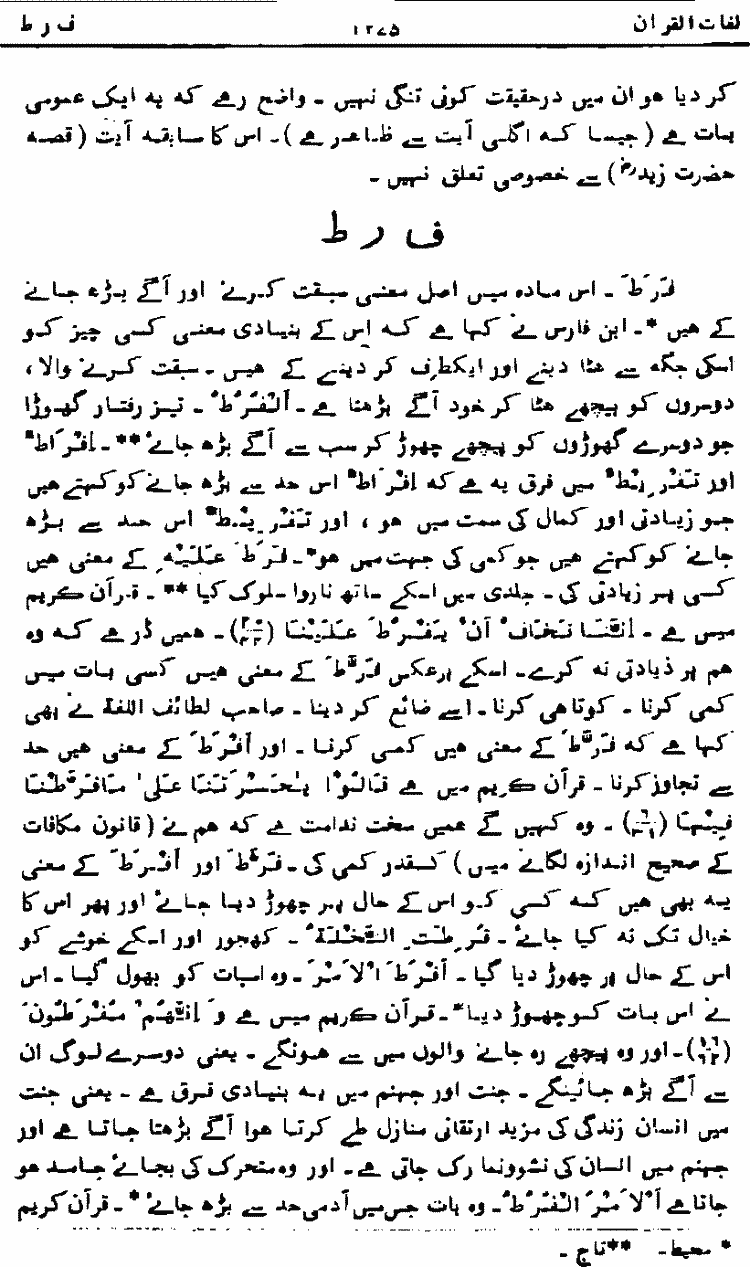 لغات القرآن ۱۲۷۵ ف ر ط
کر دیا ہو ان میں درحقیقت کوئی تنگی نہیں ۔ واضح رہے کہ یہ ایک عمومی
بات ہے (جیسا کہ اگلی آیت سے ظاہر ہے) ۔ اس کا سابقہ آیت (قصہ
حضرت زیدؓ) سے خصوصی تعلق نہیں ۔
ف ر ط
فَرَطَ ۔ اس مادہ میں اصل معنی سبقت کرنے اور آگے بڑھ جانے
کے ہیں * ۔ ابن فارس نے کہا ہے کہ اس کے بنیادی معنی کسی چیز کو
اسکی جگہ سے ہٹا دینے اور ایکطرف کر دینے کے ہیں ۔ سبقت کرنے والا ،
دوسروں کو پیچھے ہٹا کر خود آگے بڑھتا ہے ۔ اَلْفُرُطُ ۔ تیز رفتار گھوڑا
جو دوسرے گھوڑوں کو پیچھے چھوڑ کر سب سے آگے بڑھ جائے ** ۔ اِفْرَاطٌ
اور تَفْرِیْطٌ میں فرق یہ ہے کہ اِفْرَاطٌ اس حد سے بڑھ جانے کو کہتے ہیں
جو زیادتی اور کمال کی سمت میں ہو ، اور تَفْرِیْطٌ اس حد سے بڑھ
جانے کو کہتے ہیں جو کمی کی جہت میں ہو * ۔ فَرَطَ عَلَیْہِ کے معنی ہیں
کسی پر زیادتی کی ۔ جلدی میں اسکے ساتھ ناروا سلوک کیا ** ۔ قرآن کریم
میں ہے ۔ اِنَّنَا نَخَافُ اَنْ یَّفْرُطَ عَلَیْنَا (۲۰/۴۵) ۔ ہمیں ڈر ہے کہ وہ
ہم پر ذیادتی نہ کرے ۔ اسکے برعکس فَرَّطَ کے معنی ہیں کسی بات میں
کمی کرنا ۔ کوتاہی کرنا ۔ اسے ضائع کر دینا ۔ صاحب لطائف اللغۃ نے بھی
کہا ہے کہ فَرَّطَ کے معنی ہیں کمی کرنا ۔ اور اَفْرَطَ کے معنی ہیں حد
سے تجاوز کرنا ۔ قرآن کریم میں ہے قَالُوْا یٰحَسْرَتَنَا عَلٰی مَافَرَّطْنَا
فِیْہَا (۶/۳۱) ۔ وہ کہیں گے ہمیں سخت ندامت ہے کہ ہم نے (قانون مکافات
کے صحیح اندازہ لگانے میں) کسقدر کمی کی ۔ فَرَّطَ اور اَفْرَطَ کے معنی
یہ بھی ہیں کہ کسی کو اس کے حال پر چھوڑ دیا جائے اور پھر اس کا
خیال تک نہ کیا جائے ۔ فَرَّطَتِ النَّخْلَۃُ ۔ کھجور اور اسکے خوشے کو
اس کے حال پر چھوڑ دیا گیا ۔ اَفْرَطَ الْاَمْرَ ۔ وہ اسبات کو بھول گیا ۔ اس
نے اس بات کو چھوڑ دیا * ۔ قرآن کریم میں ہے وَ اِنَّہُمْ مُفْرَطُوْنَ
(۱۶/۶۲) ۔ اور وہ پیچھے رہ جانے والوں میں سے ہونگے ۔ یعنی دوسرے لوگ ان
سے آگے بڑھ جائینگے ۔ جنت اور جہنم میں یہ بنیادی فرق ہے ۔ یعنی جنت
میں انسان زندگی کی مزید ارتقائی منازل طے کرتا ہوا آگے بڑھتا جاتا ہے اور
جہنم میں انسان کی نشوونما رک جاتی ہے ۔ اور وہ متحرک کی بجائے جامد ہو
جاتا ہے اَلْاَمْرُ الْفُرُطُ ۔ وہ بات جس میں آدمی حد سے بڑھ جائے * ۔ قرآن کریم
* محیط ۔ ** تاج ۔